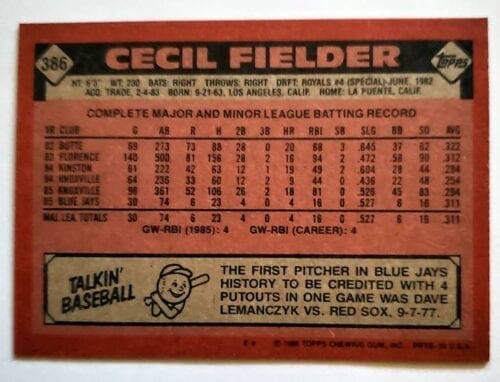 386
CECIL FIELDER
TOPPS
HT: 6'3" WT: 230 BATS: RIGHT THROWS: RIGHT DRFT: ROYALS #4 (SPECIAL)-JUNE, 1982
ACQ: TRADE, 2-4-83 BORN: 9-21-63, LOS ANGELES, CALIF. HOME: LA PUENTE, CALIF.
COMPLETE MAJOR AND MINOR LEAGUE BATTING RECORD
YR CLUB G AB R H 2B 3B HR RBI SB SLG BB SO AVG
82 BUTTE 69 273 73 88 28 0 20 68 3 .645 37 62 .322
83 FLORENCE 140 500 81 156 28 2 16 94 2 .472 58 90 .312
84 KINSTON 61 222 42 63 12 1 19 49 2 .604 28 44 .284
84 KNOXVILLE 64 236 33 60 12 2 9 24 0 .436 22 48 .254
85 KNOXVILLE 96 361 52 106 26 2 18 81 0 .526 45 83 .294
85 BLUE JAYS 30 74 6 23 4 0 4 16 0 .527 6 16 .311
MAJ. LEA. TOTALS 30 74 6 23 4 0 4 16 0 .527 6 16 .311
GW-RBI (1985): 4 GW-RBI (CAREER): 4
TALKIN'
BASEBALL
THE FIRST PITCHER IN BLUE JAYS
HISTORY TO BE CREDITED WITH 4
PUTOUTS IN ONE GAME WAS DAVE
LEMANCZYK VS. RED SOX, 9-7-77.
© 1986 TOPPS CHEWING GUM, INC. PRTD. IN U.S.A.